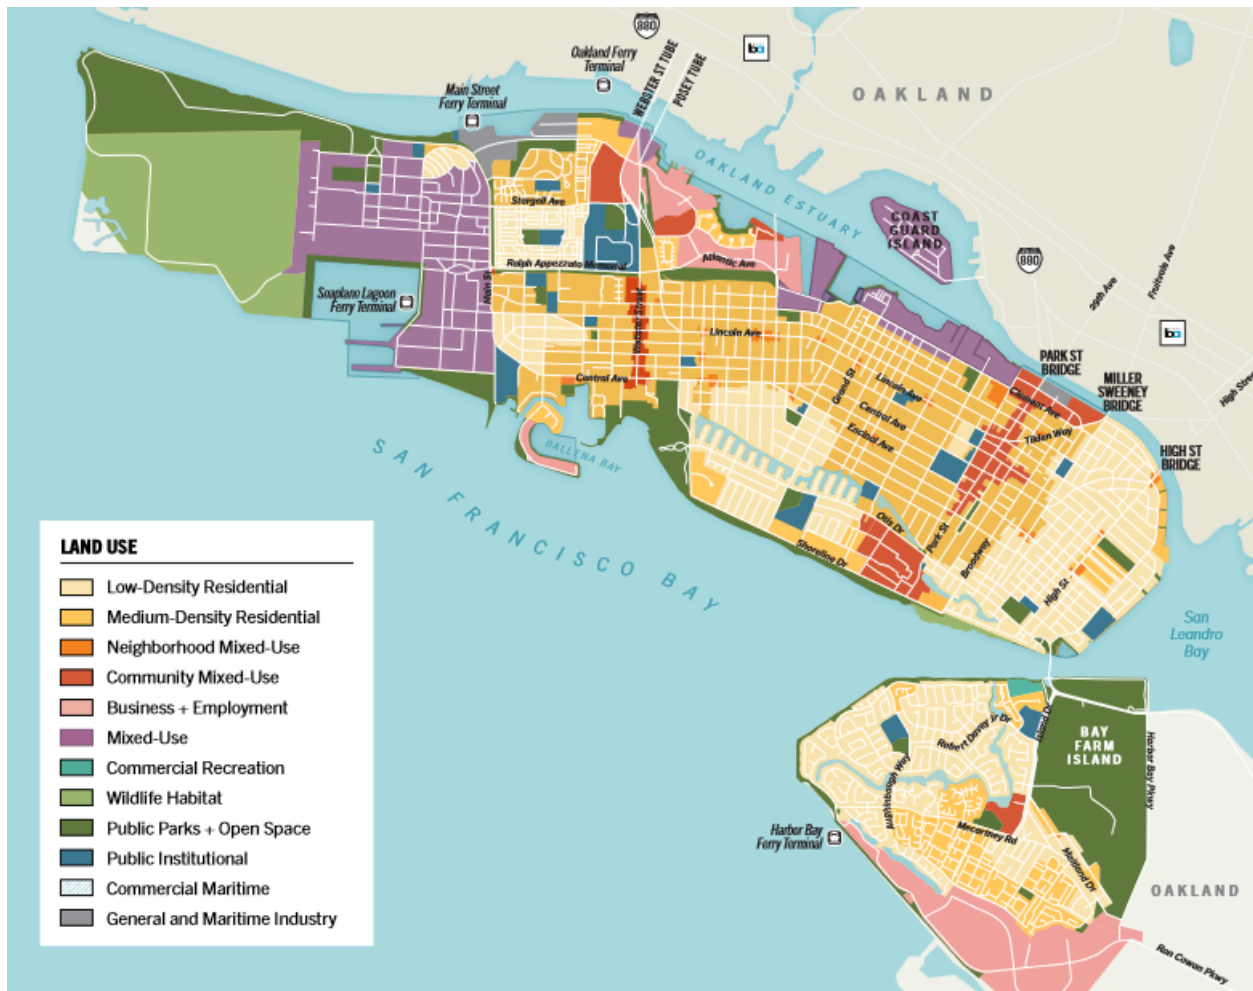 880
Oakland Ferry
Terminal
WEBSTER ST TUBE
POSEY TUBE
ba
Main Street
Ferry Terminal
OAKLAND
OAKLAND ESTUARY
Stargell Ave
COAST
GUARD
ISLAND
880
Ralph Appezzato Memorial
Atlantic Ave
Fruitvale Ave
29th Ave
Main St
Seaplane Lagoon
Ferry Terminal
Webster Street
Lincoln Ave
ba
PARK ST
BRIDGE
MILLER
SWEENEY
BRIDGE
High Street
Central Ave
Grand St
Lincoln Ave
Clement Ave
Central Ave
Tilden Way
Encinal Ave
HIGH ST
BRIDGE
BALLENA BAY
SAN FRANCISCO BAY
Otis Dr
Park St
Shoreline Dr
Broadway
High St
San
Leandro
Bay
LAND USE
Low-Density Residential
Medium-Density Residential
Neighborhood Mixed-Use
Community Mixed-Use
Business + Employment
Mixed-Use
Commercial Recreation
Wildlife Habitat
Public Parks + Open Space
Public Institutional
Commercial Maritime
General and Maritime Industry
Robert Davey Jr Dr
Island Dr
BAY
FARM
ISLAND
Harbor Bay Pkwy
Aughinbaugh Way
Harbor Bay
Ferry Terminal
Mecartney Rd
Maitland Dr
OAKLAND
Ron Cowan Pkwy